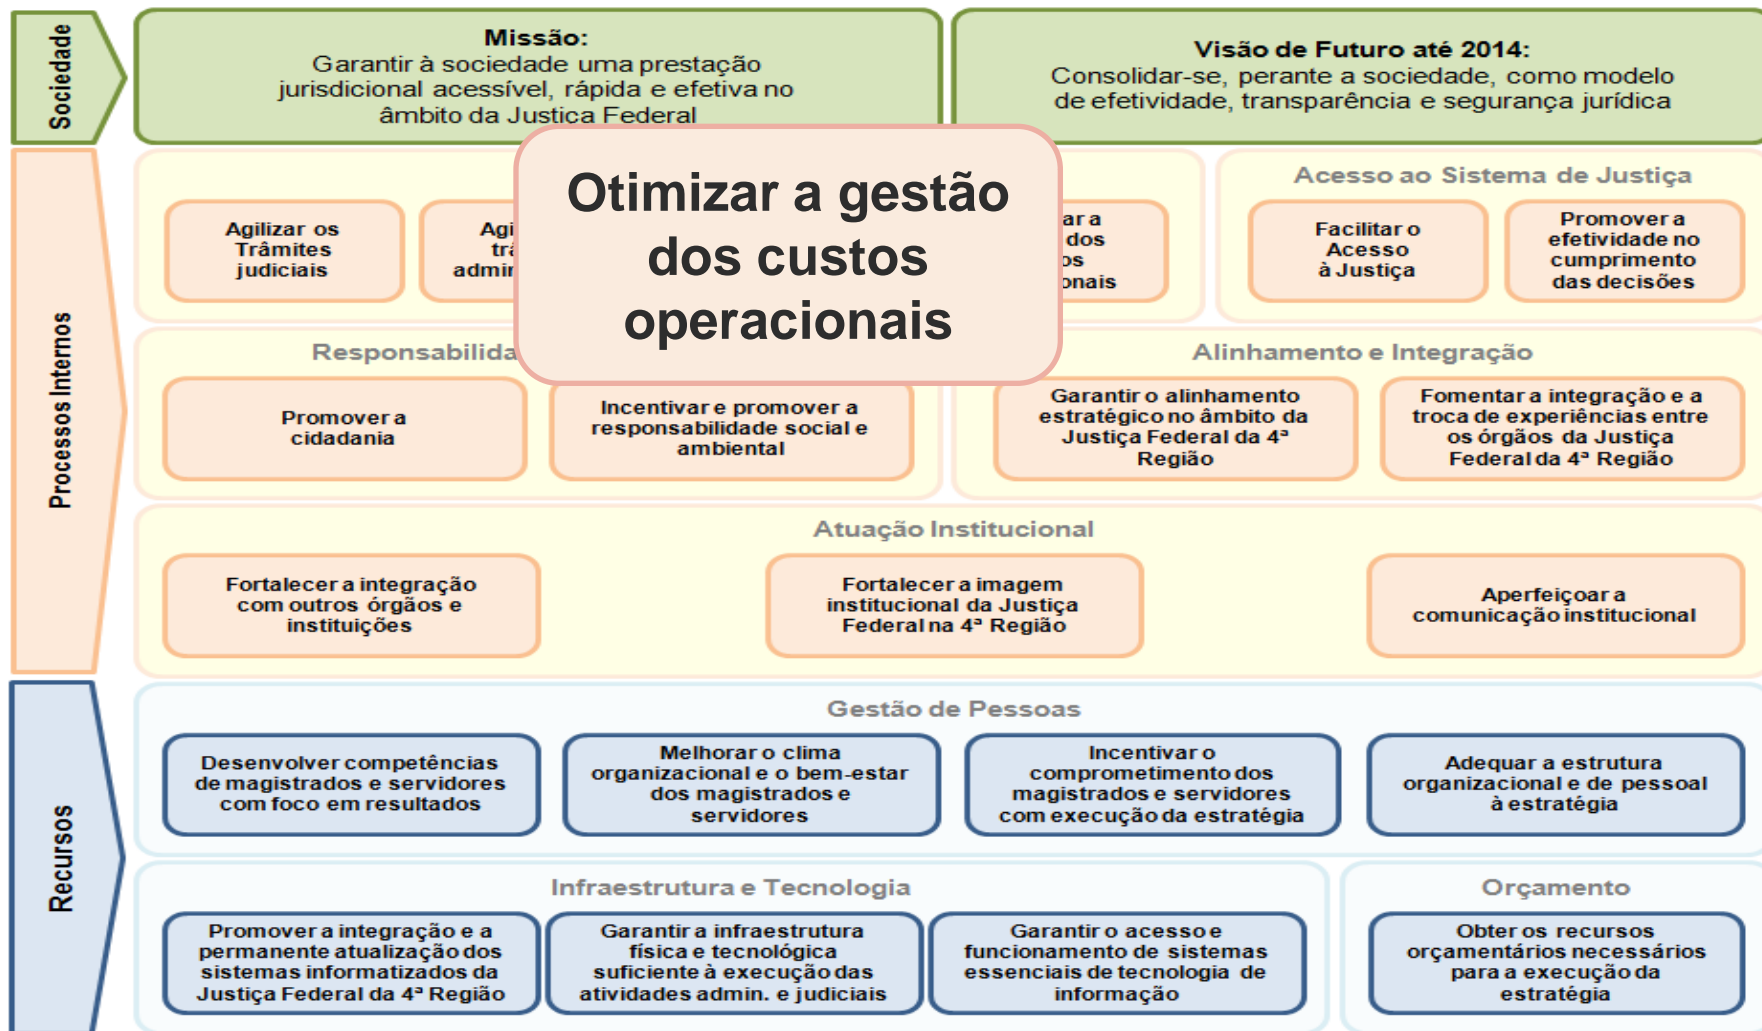 Sociedade
Missão:
Garantir à sociedade uma prestação
jurisdicional acessível, rápida e efetiva no
âmbito da Justiça Federal
Visão de Futuro até 2014:
Consolidar-se, perante a sociedade, como modelo
de efetividade, transparência e segurança jurídica
Processos Internos
Agilizar os
Trâmites
judiciais
Otimizar a gestão
dos custos
operacionais
Acesso ao Sistema de Justiça
Facilitar o
Acesso
à Justiça
Promover a
efetividade no
cumprimento
das decisões
Promover a
cidadania
Incentivar e promover a
responsabilidade social e
ambiental
Alinhamento e Integração
Garantir o alinhamento
estratégico no âmbito da
Justiça Federal da 4ª
Região
Fomentar a integração e a
troca de experiências entre
os órgãos da Justiça
Federal da 4ª Região
Atuação Institucional
Fortalecer a integração
com outros órgãos e
instituições
Fortalecer a imagem
institucional da Justiça
Federal na 4ª Região
Aperfeiçoar a
comunicação institucional
Recursos
Gestão de Pessoas
Desenvolver competências
de magistrados e servidores
com foco em resultados
Melhorar o clima
organizacional e o bem-estar
dos magistrados e
servidores
Incentivar o
comprometimento dos
magistrados e servidores
com execução da estratégia
Adequar a estrutura
organizacional e de pessoal
à estratégia
Infraestrutura e Tecnologia
Promover a integração e a
permanente atualização dos
sistemas informatizados da
Justiça Federal da 4ª Região
Garantir a infraestrutura
física e tecnológica
suficiente à execução das
atividades admin. e judiciais
Garantir o acesso e
funcionamento de sistemas
essenciais de tecnologia de
informação
Orçamento
Obter os recursos
orçamentários necessários
para a execução da
estratégia